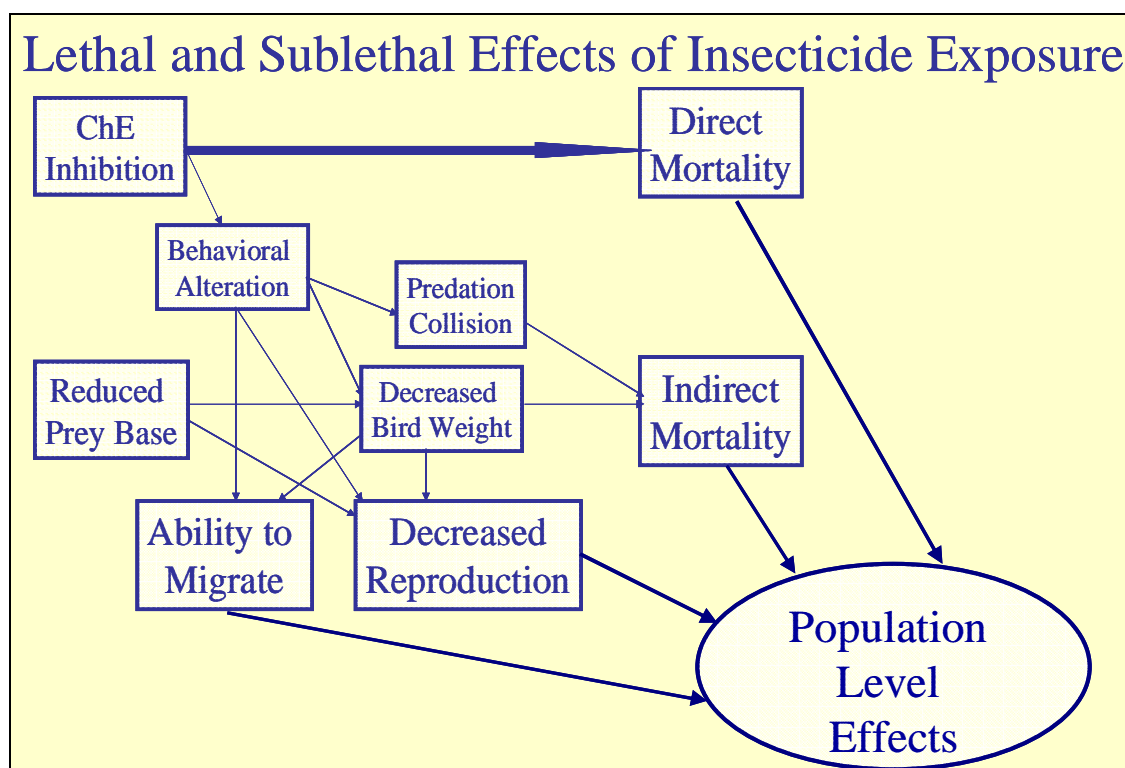 Lethal and Sublethal Effects of Insecticide Exposure
ChE
Inhibition
Direct
Mortality
Behavioral
Alteration
Predation
Collision
Reduced
Prey Base
Decreased
Bird Weight
Indirect
Mortality
Ability to
Migrate
Decreased
Reproduction
Population
Level
Effects